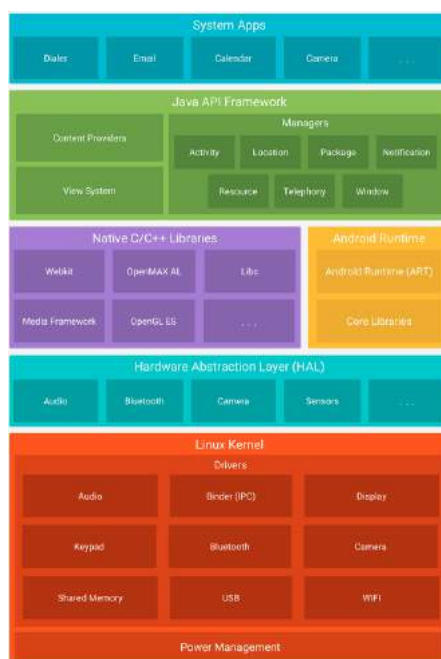 System Apps
Dialer Email Calendar Camera . . .
Java API Framework
Content Providers
View System
Managers
Activity Location Package Notification
Resource Telephony Window
Native C/C++ Libraries
Webkit OpenMAX AL Libc
Media Framework OpenGL ES . . .
Android Runtime
Android Runtime (ART)
Core Libraries
Hardware Abstraction Layer (HAL)
Audio Bluetooth Camera Sensors . . .
Linux Kernel
Drivers
Audio Binder (IPC) Display
Keypad Bluetooth Camera
Shared Memory USB WIFI
Power Management